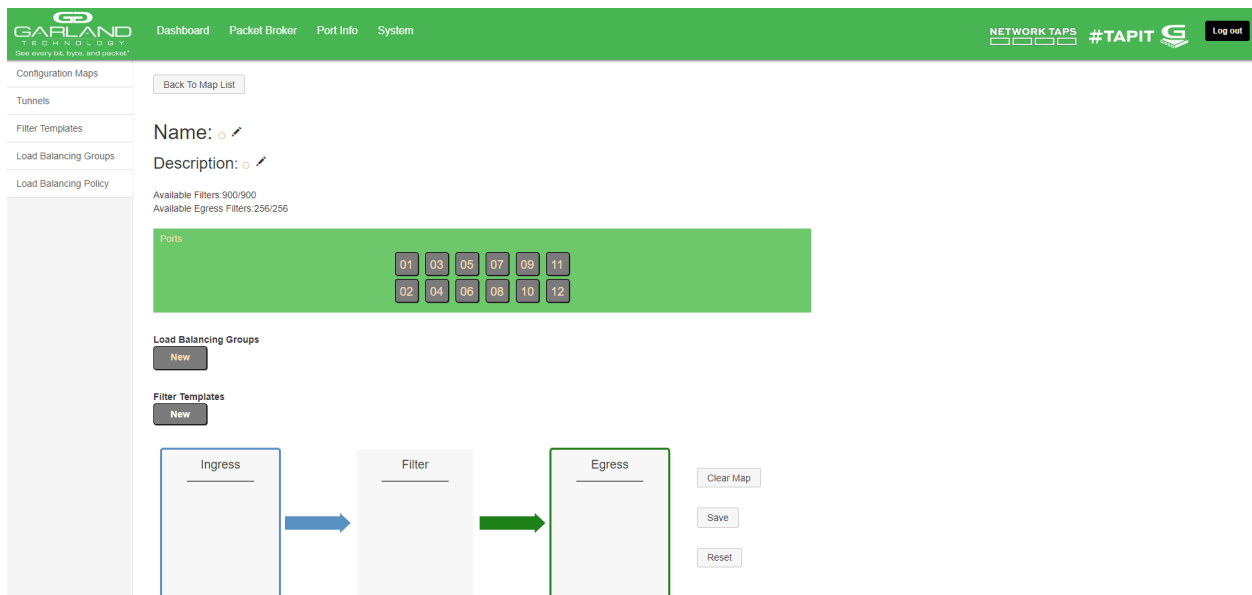 GARLAND
TECHNOLOGY
See every bit, byte, and packet®
Dashboard Packet Broker Port Info System
NETWORK TAPS
#TAPIT
Log out
Configuration Maps
Tunnels
Filter Templates
Load Balancing Groups
Load Balancing Policy
Back To Map List
Name:
Description:
Available Filters:900/900
Available Egress Filters:256/256
Ports
01 03 05 07 09 11
02 04 06 08 10 12
Load Balancing Groups
New
Filter Templates
New
Ingress Filter Egress
Clear Map
Save
Reset